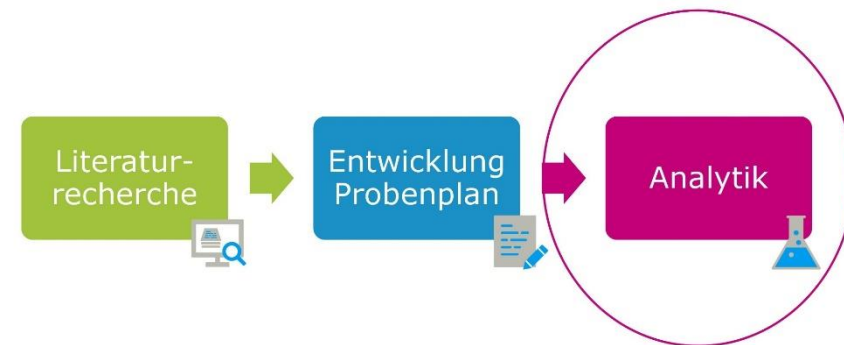 Literatur-
recherche
Entwicklung
Probenplan
Analytik